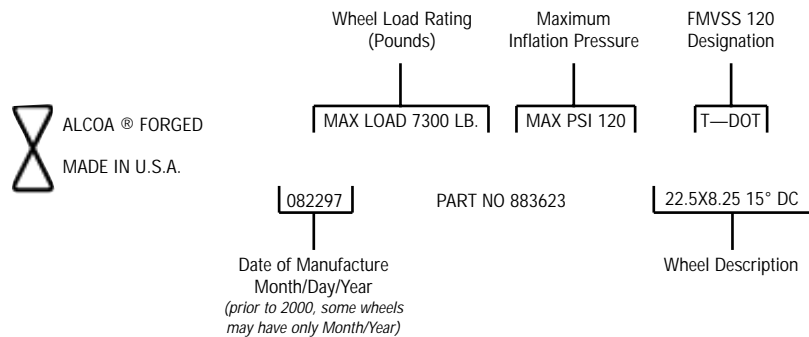 Wheel Load Rating
(Pounds)
Maximum
Inflation Pressure
FMVSS 120
Designation
ALCOA ® FORGED
MADE IN U.S.A.
MAX LOAD 7300 LB.
MAX PSI 120
T—DOT
082297
PART NO 883623
22.5X8.25 15° DC
Date of Manufacture
Month/Day/Year
(prior to 2000, some wheels
may have only Month/Year)
Wheel Description